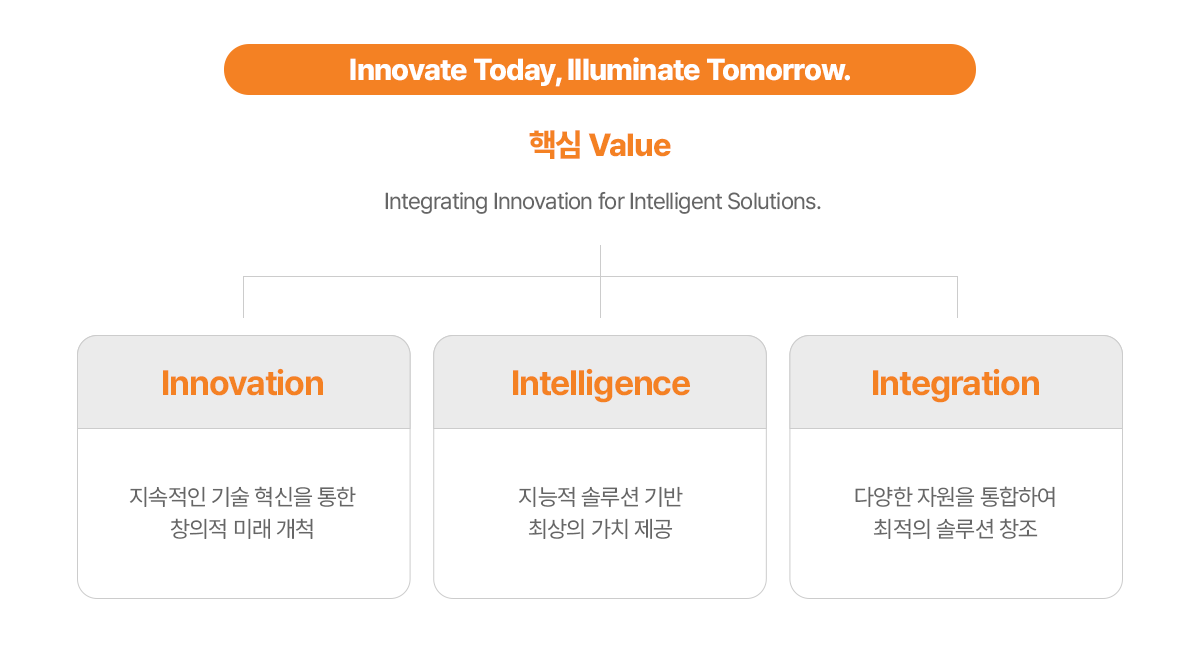 Innovate Today, Illuminate Tomorrow.
핵심 Value
Integrating Innovation for Intelligent Solutions.
Innovation
지속적인 기술 혁신을 통한
창의적 미래 개척
Intelligence
지능적 솔루션 기반
최상의 가치 제공
Integration
다양한 자원을 통합하여
최적의 솔루션 창조